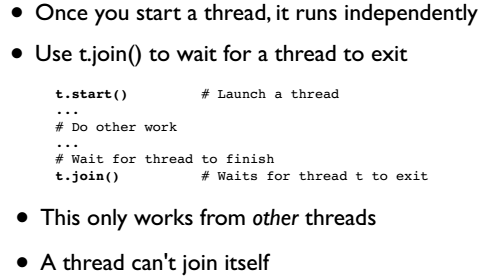 • Once you start a thread, it runs independently
• Use t.join() to wait for a thread to exit
t.start()          # Launch a thread
...
# Do other work
...
# Wait for thread to finish
t.join()           # Waits for thread t to exit
• This only works from other threads
• A thread can't join itself